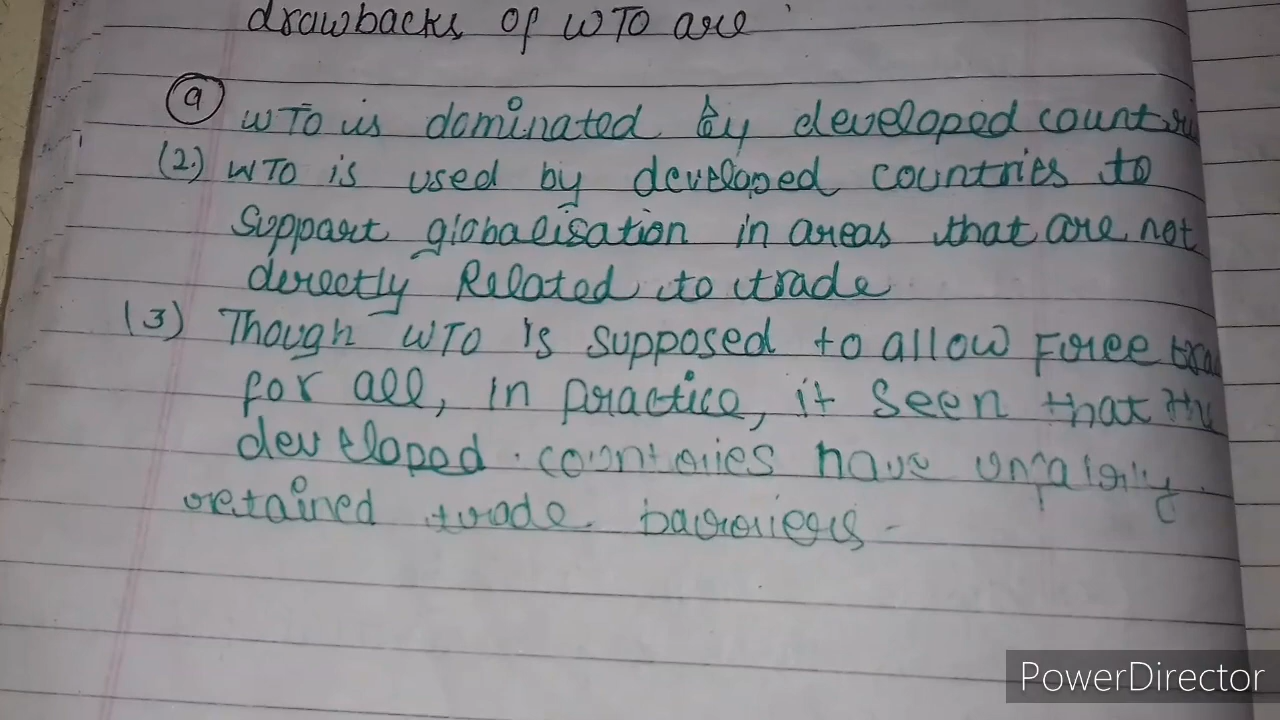 drawbacks of WTO are
(a) WTO is dominated by developed countri
(2.) WTO is used by developed countries to
Support globalisation in areas that are not
derectly Related to trade
(3) Though WTO is supposed to allow Free tra
for all, in practice, it seen that the
developed countries have unfairly
retained trade barriers
PowerDirector